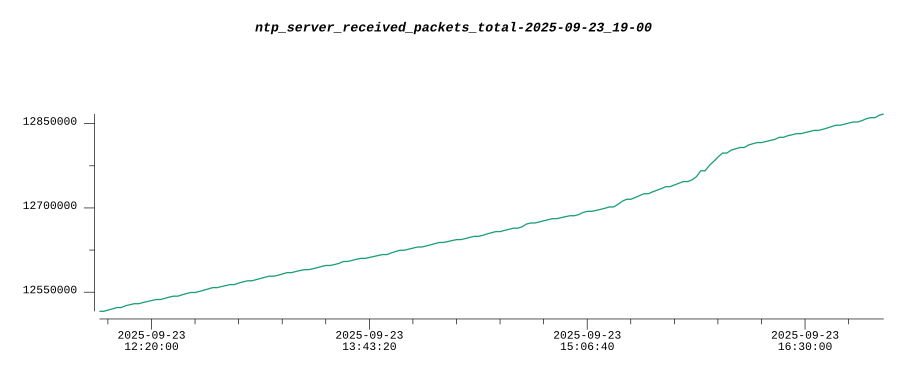 ntp_server_received_packets_total-2025-09-23_19-00
12850000
12700000
12550000
2025-09-23 2025-09-23 2025-09-23 2025-09-23
12:20:00 13:43:20 15:06:40 16:30:00